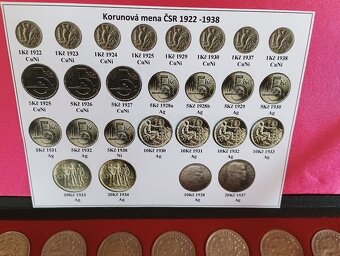 Korunová mena ČSR 1922 -1938
1Kč 1922 1Kč 1923 1Kč 1924 1Kč 1925 1Kč 1929 1Kč 1930 1Kč 1937 1Kč 1938
CuNi CuNi CuNi CuNi CuNi CuNi CuNi CuNi
5Kč 1925 5Kč 1926 5Kč 1927 5Kč 1928a 5Kč 1928b 5Kč 1929 5Kč 1930
CuNi CuNi CuNi Ag Ag Ag Ag
5Kč 1931 5Kč 1932 5Kč 1938 10Kč 1930 10Kč 1931 10Kč 1932 10Kč 1933
Ag Ag Ni Ag Ag Ag Ag
20Kč 1933 20Kč 1934 10Kč 1928 20Kč 1937
Ag Ag Ag Ag